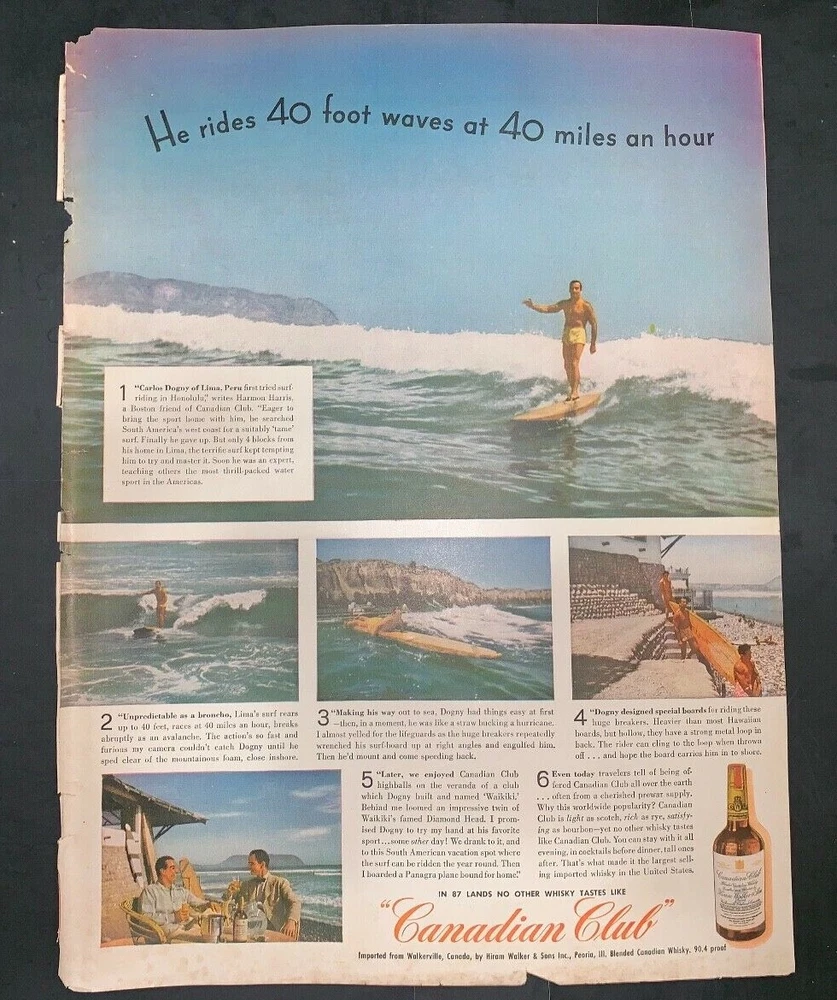 He rides 40 foot waves at 40 miles an hour
1 "Carlos Dogny of Lima, Peru first tried surf-
riding in Honolulu," writes Harmon Harris,
a Boston friend of Canadian Club. "Eager to
bring the sport home with him, he searched
South America's west coast for a suitably 'tame'
surf. Finally he gave up. But only 4 blocks from
his home in Lima, the terrific surf kept tempting
him to try and master it. Soon he was an expert,
teaching others the most thrill-packed water
sport in the Americas.
2 "Unpredictable as a broncho, Lima's surf rears
up to 40 feet, races at 40 miles an hour, breaks
abruptly as an avalanche. The action's so fast and
furious my camera couldn't catch Dogny until he
sped clear of the mountainous foam, close inshore.
3 "Making his way out to sea, Dogny had things easy at first
—then, in a moment, he was like a straw bucking a hurricane.
I almost yelled for the lifeguards as the huge breakers repeatedly
wrenched his surf-board up at right angles and engulfed him.
Then he'd mount and come speeding back.
4 "Dogny designed special boards for riding these
huge breakers. Heavier than most Hawaiian
boards, but hollow, they have a strong metal loop in
back. The rider can cling to the loop when thrown
off . . . and hope the board carries him in to shore.
5 "Later, we enjoyed Canadian Club
highballs on the veranda of a club
which Dogny built and named 'Waikiki.'
Behind me loomed an impressive twin of
Waikiki's famed Diamond Head. I prom-
ised Dogny to try my hand at his favorite
sport...some other day! We drank to it, and
to this South American vacation spot where
the surf can be ridden the year round. Then
I boarded a Panagra plane bound for home."
6 Even today travelers tell of being of-
fered Canadian Club all over the earth
. . . often from a cherished prewar supply.
Why this worldwide popularity? Canadian
Club is light as scotch, rich as rye, satisfy-
ing as bourbon—yet no other whisky tastes
like Canadian Club. You can stay with it all
evening, in cocktails before dinner, tall ones
after. That's what made it the largest sell-
ing imported whisky in the United States.
IN 87 LANDS NO OTHER WHISKY TASTES LIKE
"Canadian Club"
Imported from Walkerville, Canada, by Hiram Walker & Sons Inc., Peoria, Ill. Blended Canadian Whisky. 90.4 proof
Canadian Club